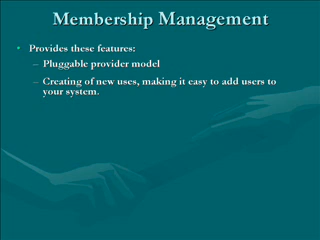 Membership Management
• Provides these features:
– Pluggable provider model
– Creating of new uses, making it easy to add users to
your system.